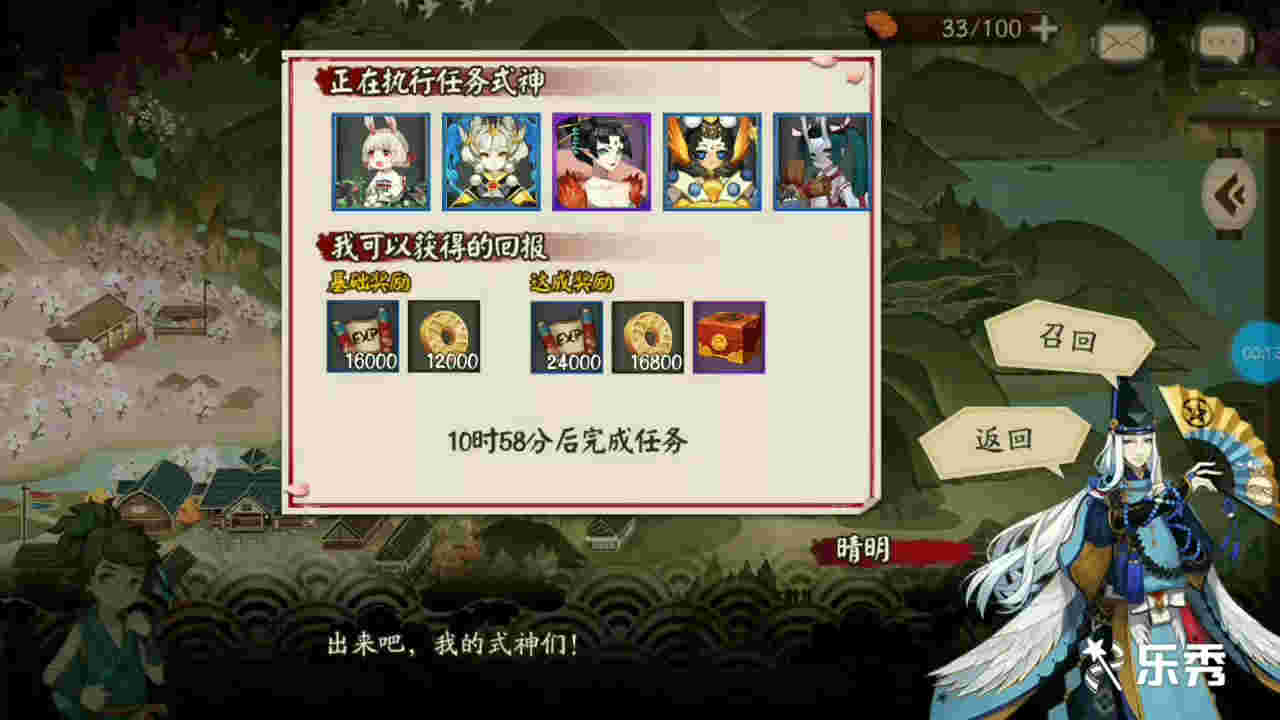 33/100
正在执行任务式神
我可以获得的回报
基础奖励
达成奖励
EXP
16000
12000
EXP
24000
16800
10时58分后完成任务
召回
返回
晴明
出来吧，我的式神们！
乐秀